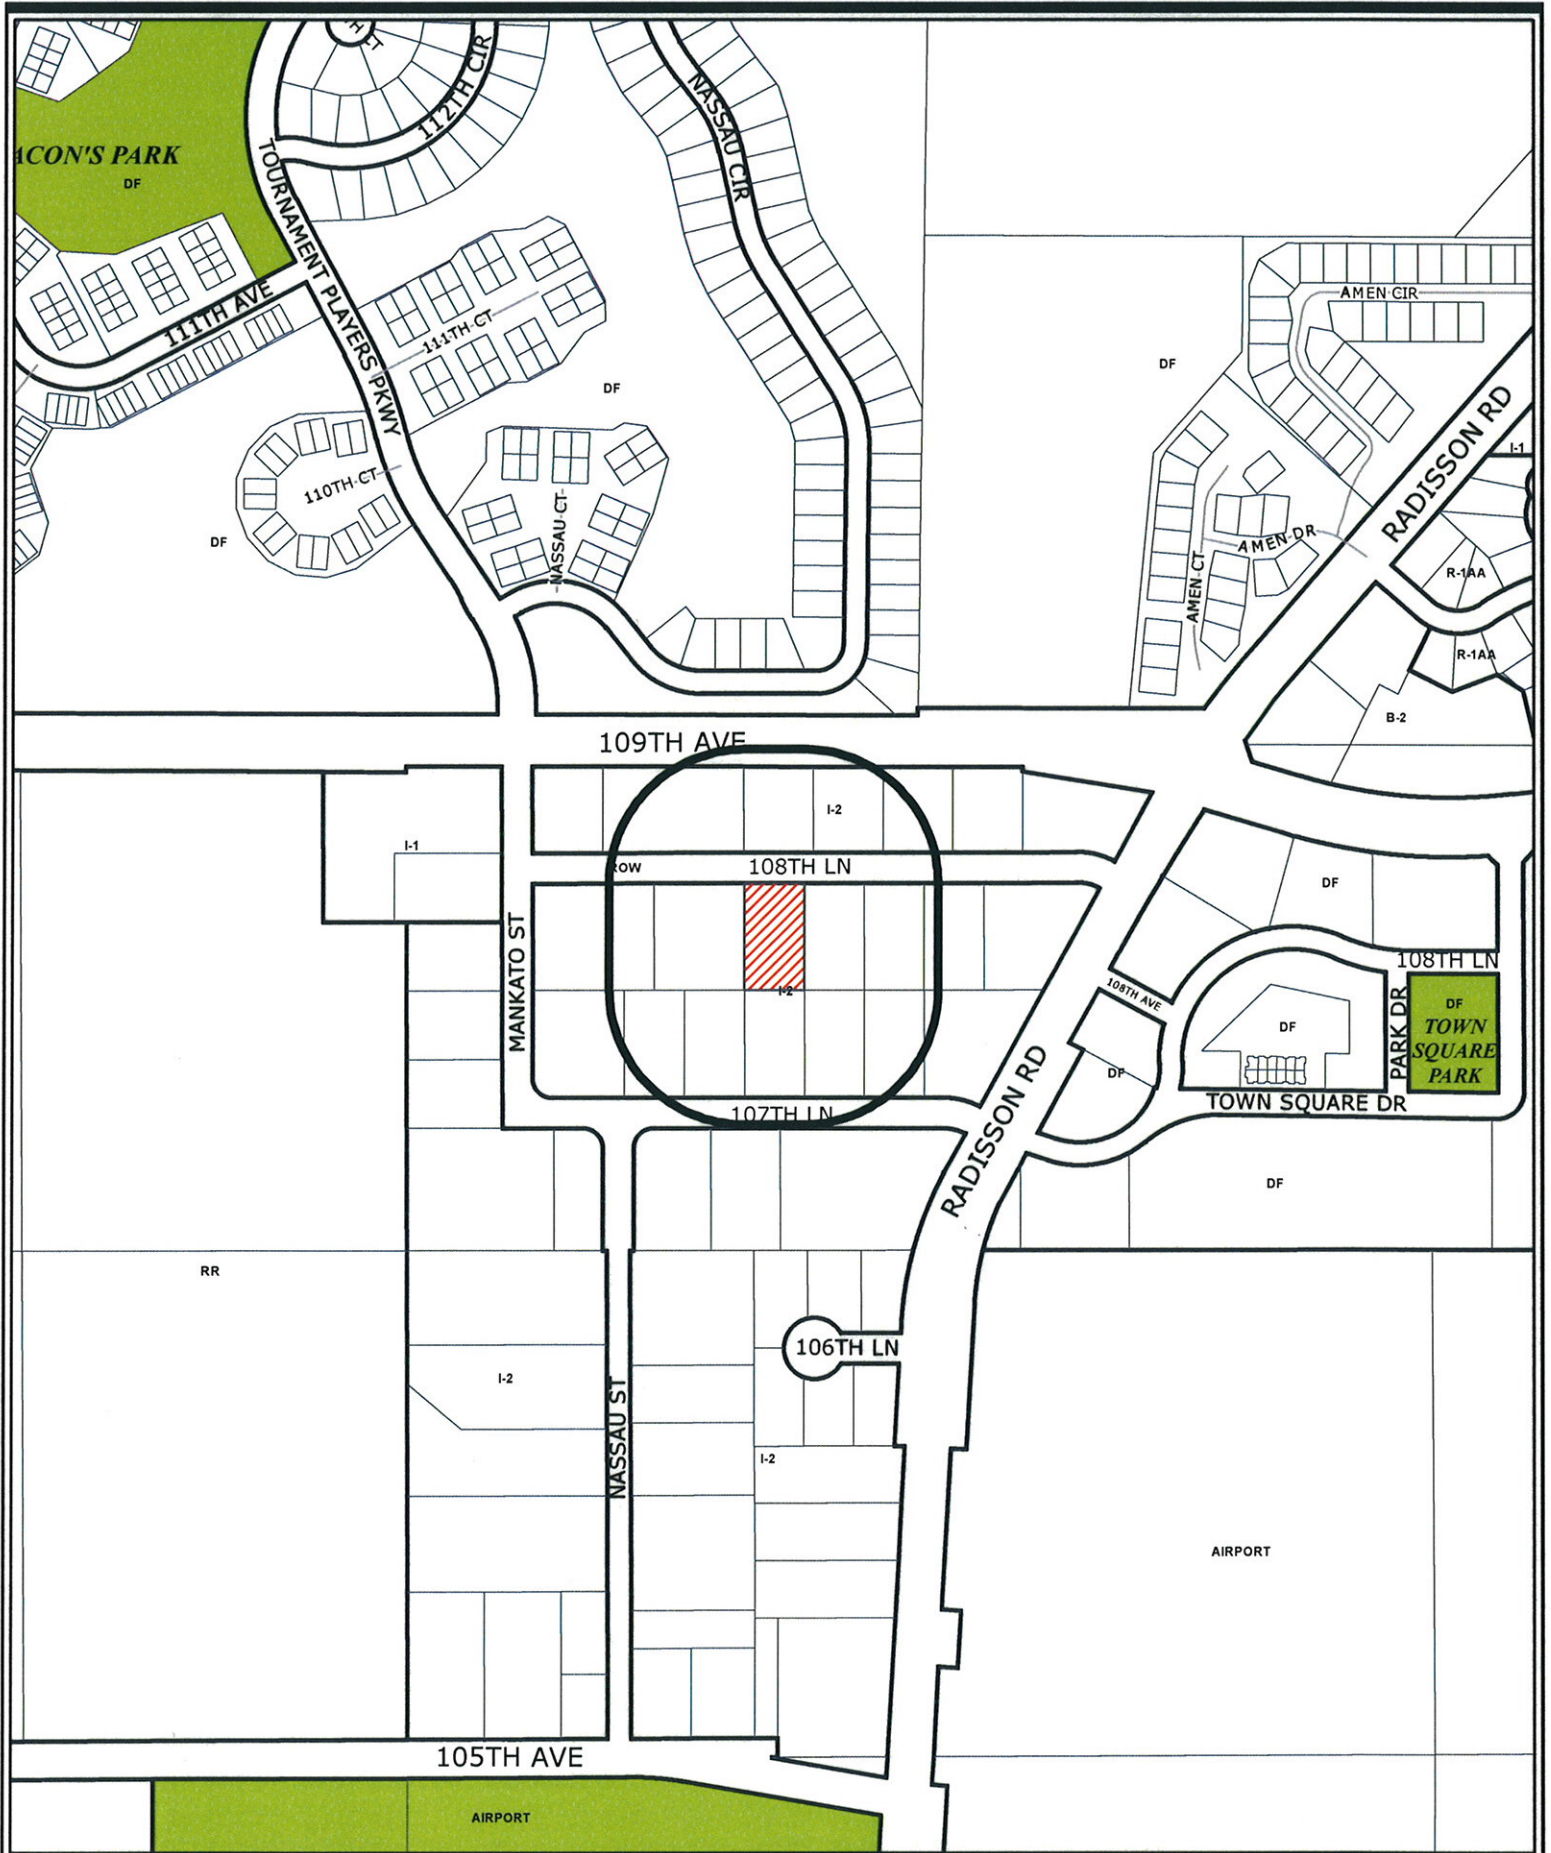 TH CT
112TH CIR
NASSAU CIR
ACON'S PARK
DF
TOURNAMENT PLAYERS PKWY
111TH AVE
111TH CT
AMEN CIR
DF
DF
RADISSON RD
I-1
110TH CT
NASSAU CT
DF
AMEN DR
AMEN CT
R-1AA
R-1AA
B-2
109TH AVE
I-2
I-1
ROW
108TH LN
DF
MANKATO ST
108TH LN
I-2
108TH AVE
PARK DR
DF
TOWN
SQUARE
PARK
DF
DF
RADISSON RD
TOWN SQUARE DR
107TH LN
DF
RR
106TH LN
I-2
NASSAU ST
I-2
AIRPORT
105TH AVE
AIRPORT